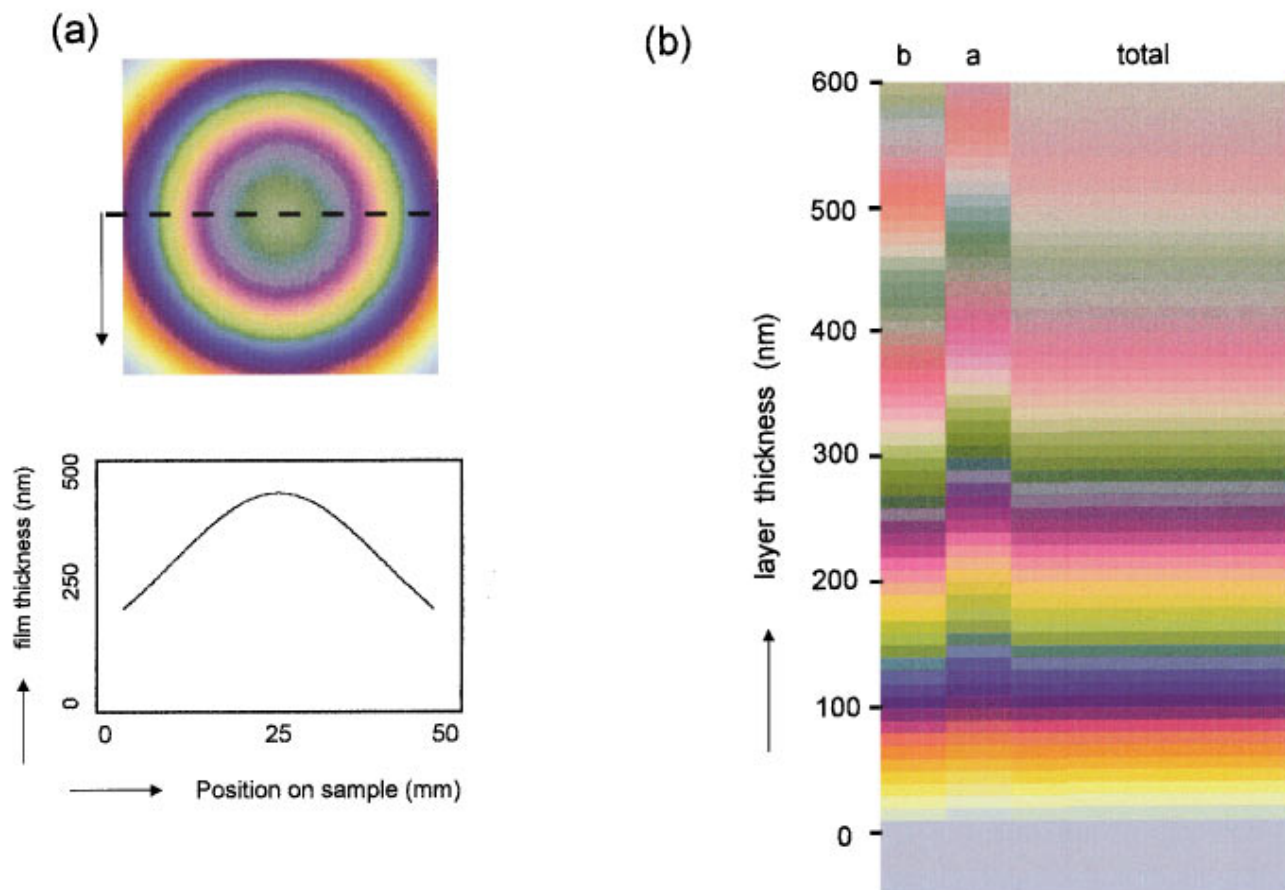 (a)
film thickness (nm)
500
250
0
0 25 50
Position on sample (mm)
(b)
b a total
layer thickness (nm)
600
500
400
300
200
100
0